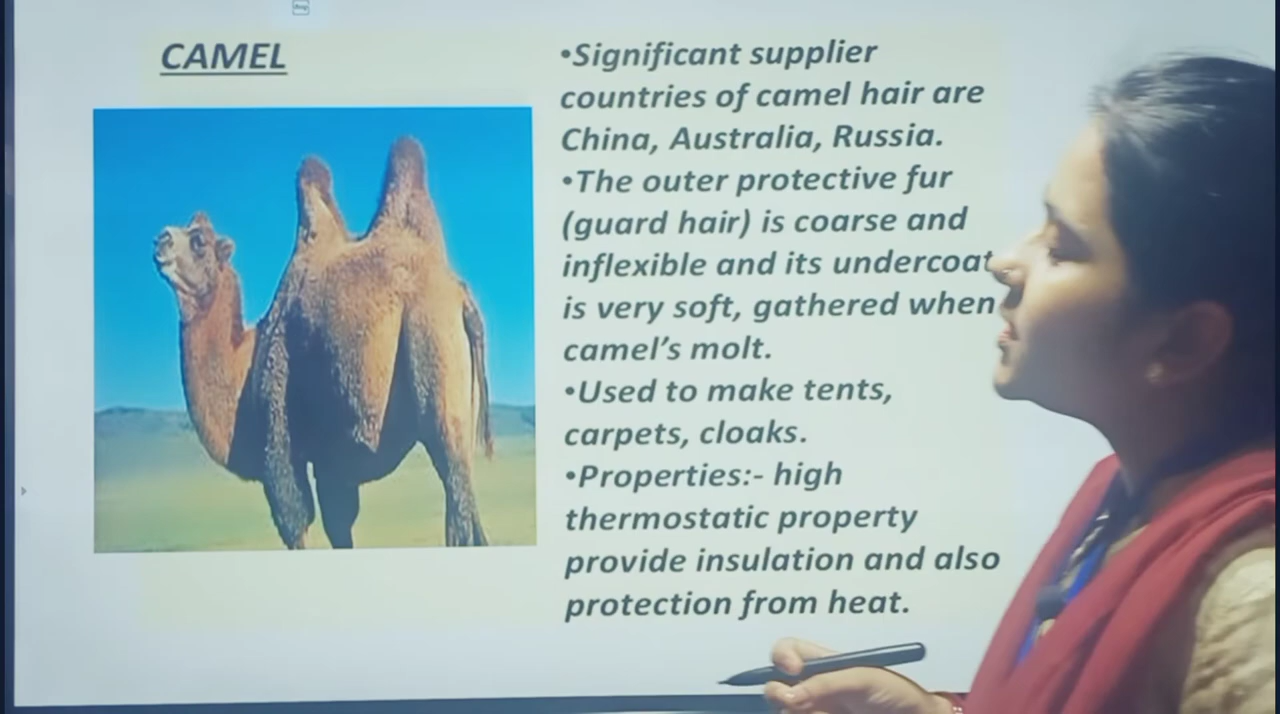 CAMEL
•Significant supplier
countries of camel hair are
China, Australia, Russia.
•The outer protective fur
(guard hair) is coarse and
inflexible and its undercoat
is very soft, gathered when
camel’s molt.
•Used to make tents,
carpets, cloaks.
•Properties:- high
thermostatic property
provide insulation and also
protection from heat.